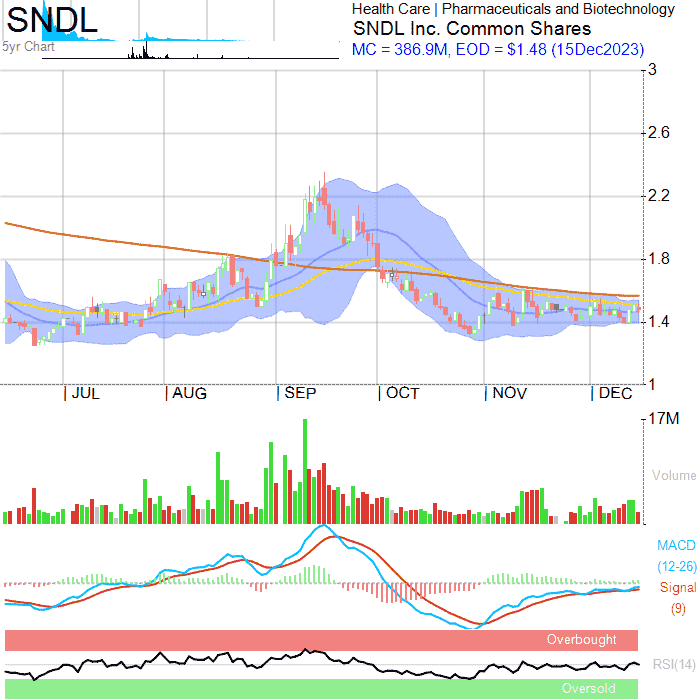 SNDL
5yr Chart
Health Care | Pharmaceuticals and Biotechnology
SNDL Inc. Common Shares
MC = 386.9M, EOD = $1.48 (15Dec2023)
3
2.6
2.2
1.8
1.4
1
JUL AUG SEP OCT NOV DEC
17M
Volume
MACD
(12-26)
Signal
(9)
Overbought
RSI(14)
Oversold